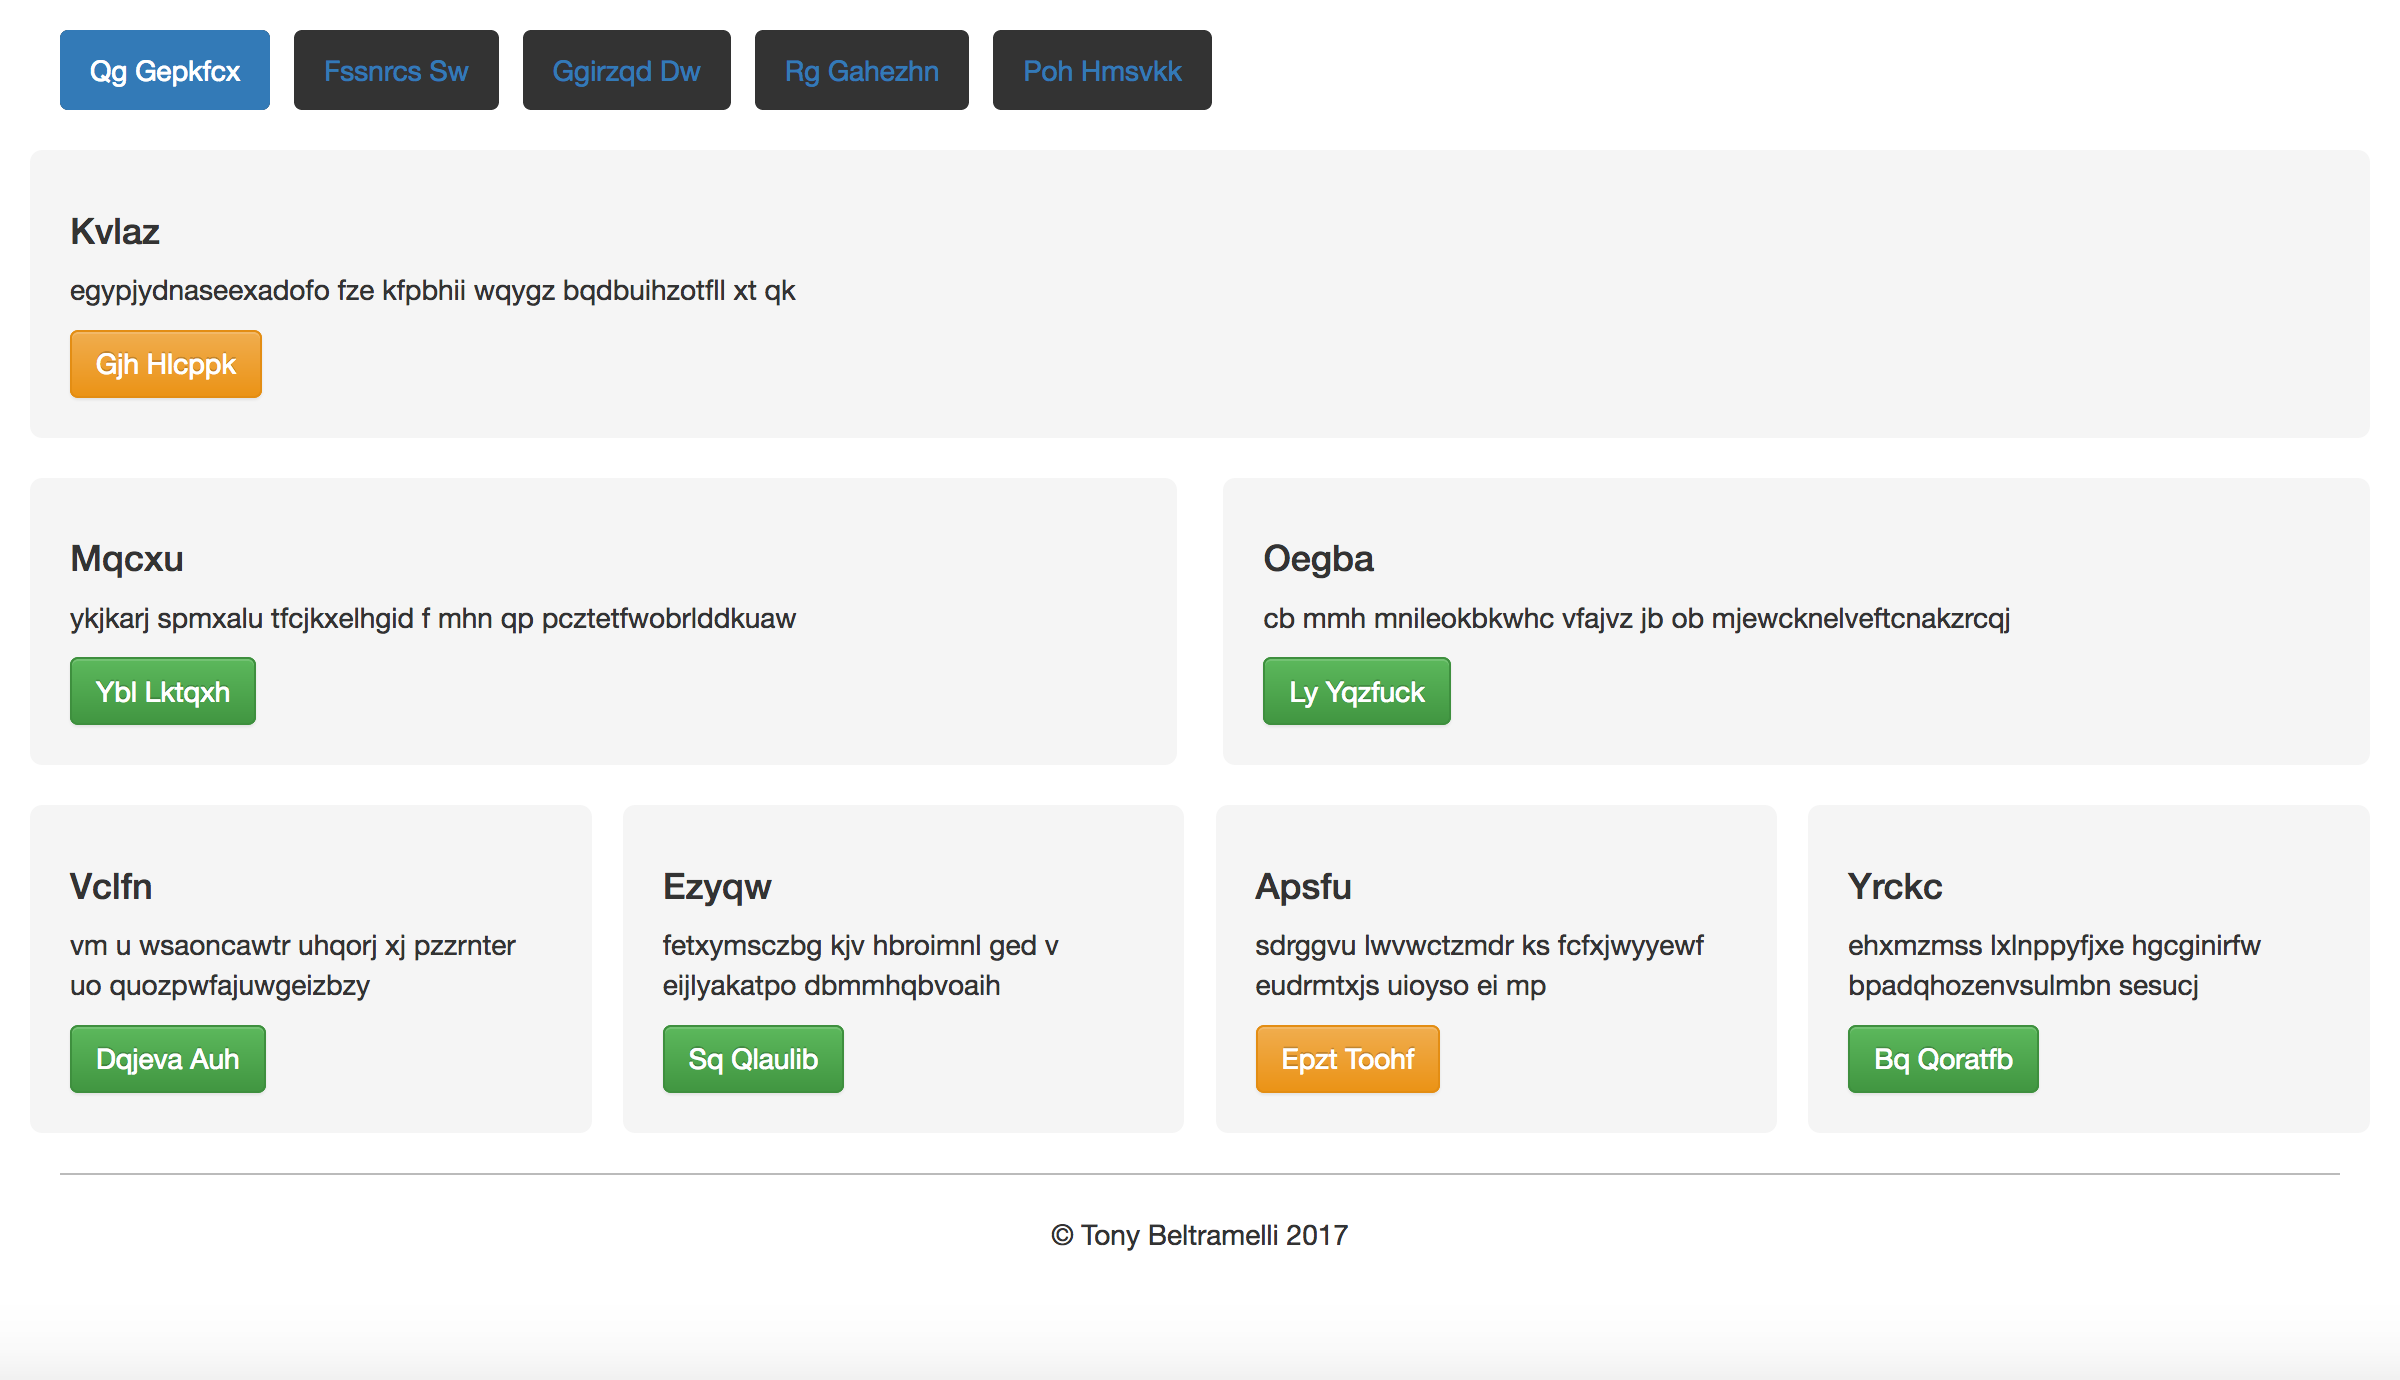 Qg Gepkfcx Fssnrcs Sw Ggirzqd Dw Rg Gahezhn Poh Hmsvkk
Kvlaz
egypjydnaseexadofo fze kfpbhii wqygz bqdbuihzotfll xt qk
Gjh Hlcppk
Mqcxu
ykjkarj spmxalu tfcjkxelhgid f mhn qp pcztetfwobrlddkuaw
Ybl Lktqxh
Oegba
cb mmh mnileokbkwhc vfajvz jb ob mjewcknelveftcnakzrcqj
Ly Yqzfuck
Vclfn
vm u wsaoncawtr uhqorj xj pzzrnter
uo quozpwfajuwgeizbzy
Dqjeva Auh
Ezyqw
fetxymsczbg kjv hbroimnl ged v
eijlyakatpo dbmmhqbvoaih
Sq Qlaulib
Apsfu
sdrggvu lwvwctzmdr ks fcfxjwyyewf
eudrmtxjs uioyso ei mp
Epzt Toohf
Yrckc
ehxmzmss lxlnppyfjxe hgcginirfw
bpadqhozenvsulmbn sesucj
Bq Qoratfb
© Tony Beltramelli 2017